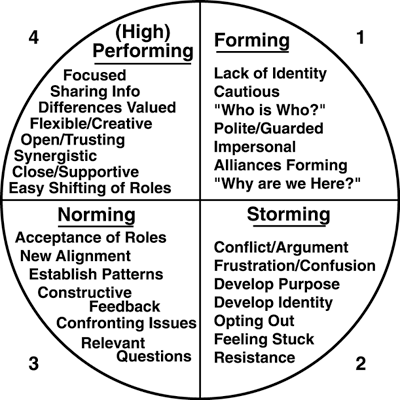 4
(High)
Performing
Focused
Sharing Info
Differences Valued
Flexible/Creative
Open/Trusting
Synergistic
Close/Supportive
Easy Shifting of Roles
1
Forming
Lack of Identity
Cautious
"Who is Who?"
Polite/Guarded
Impersonal
Alliances Forming
"Why are we Here?"
Norming
Acceptance of Roles
New Alignment
Establish Patterns
Constructive
Feedback
Confronting Issues
Relevant
Questions
3
Storming
Conflict/Argument
Frustration/Confusion
Develop Purpose
Develop Identity
Opting Out
Feeling Stuck
Resistance
2